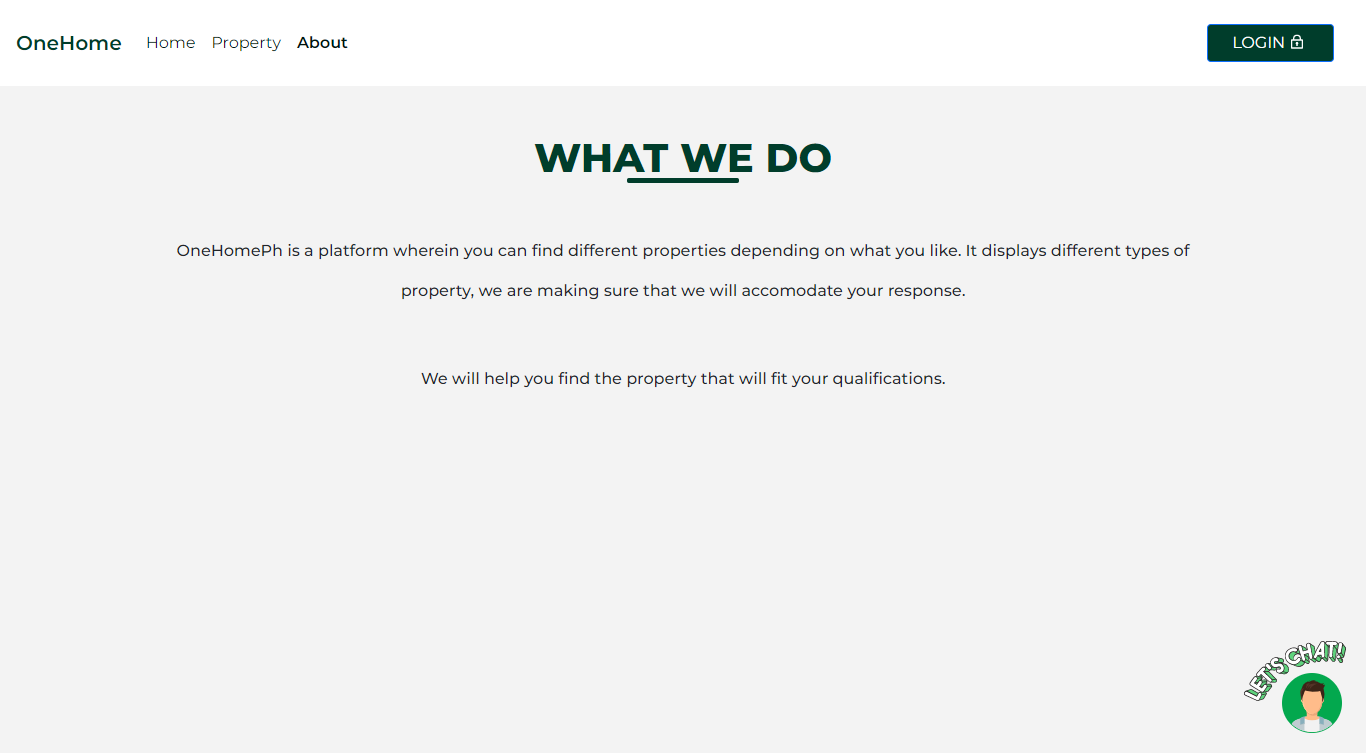 OneHome Home Property About LOGIN
WHAT WE DO
OneHomePh is a platform wherein you can find different properties depending on what you like. It displays different types of
property, we are making sure that we will accomodate your response.
We will help you find the property that will fit your qualifications.
LET'S CHAT!